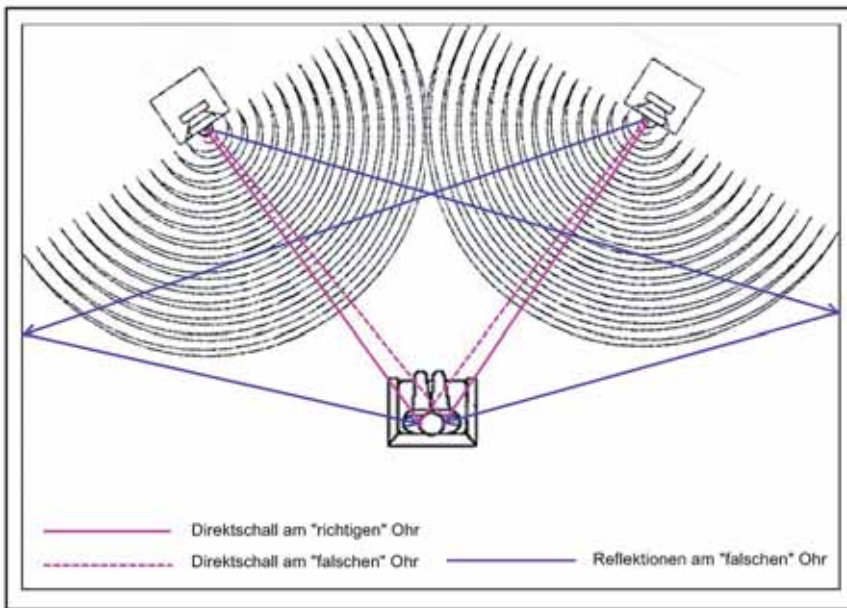 Direktschall am "richtigen" Ohr
Direktschall am "falschen" Ohr
Reflektionen am "falschen" Ohr